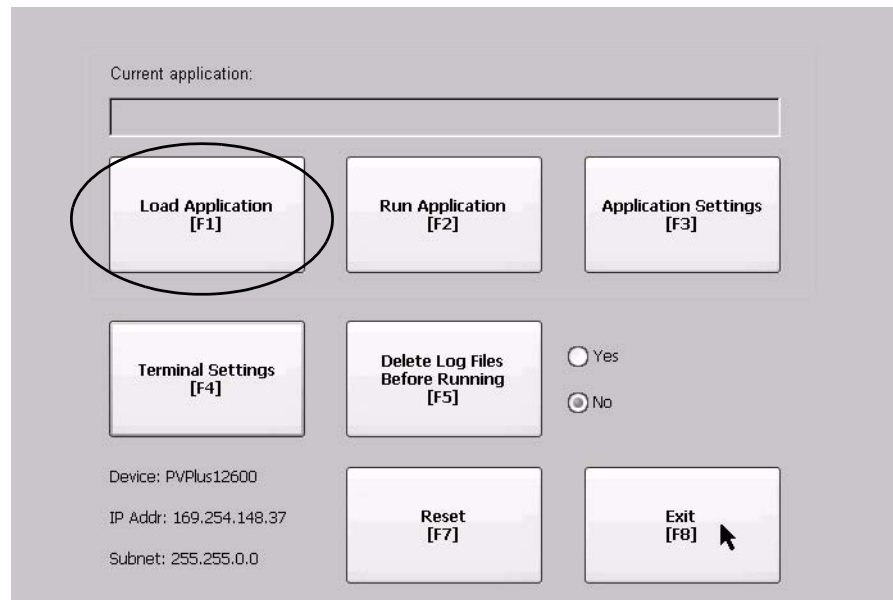 Current application:
Load Application
[F1]
Run Application
[F2]
Application Settings
[F3]
Terminal Settings
[F4]
Delete Log Files
Before Running
[F5]
Yes
No
Device: PVPlus12600
IP Addr: 169.254.148.37
Subnet: 255.255.0.0
Reset
[F7]
Exit
[F8]